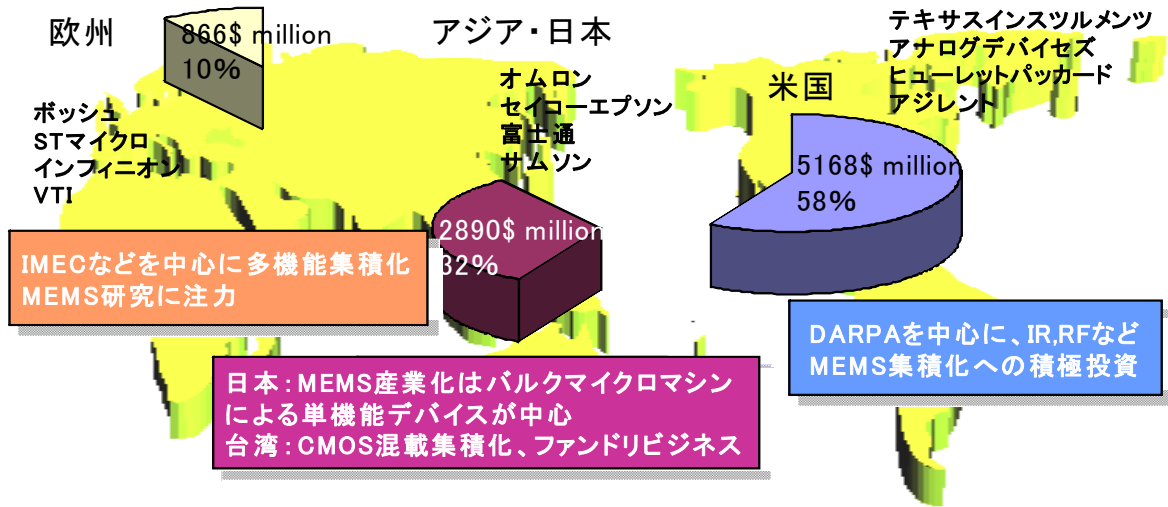 欧州
866$ million
10%
ボッシュ
STマイクロ
インフィニオン
VTI
IMECなどを中心に多機能集積化
MEMS研究に注力
アジア・日本
オムロン
セイコーエプソン
富士通
サムソン
2890$ million
32%
日本：MEMS産業化はバルクマイクロマシン
による単機能デバイスが中心
台湾：CMOS混載集積化、ファンドリビジネス
米国
テキサスインスツルメンツ
アナログデバイセズ
ヒューレットパッカード
アジレント
5168$ million
58%
DARPAを中心に、IR,RFなど
MEMS集積化への積極投資